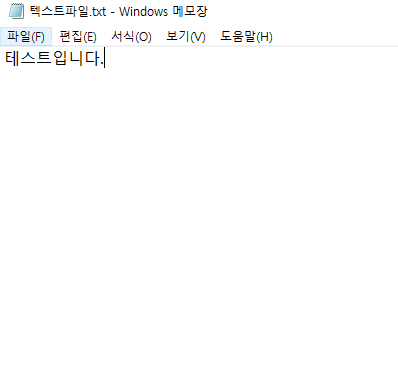 텍스트파일.txt - Windows 메모장
파일(F) 편집(E) 서식(O) 보기(V) 도움말(H)
테스트입니다.